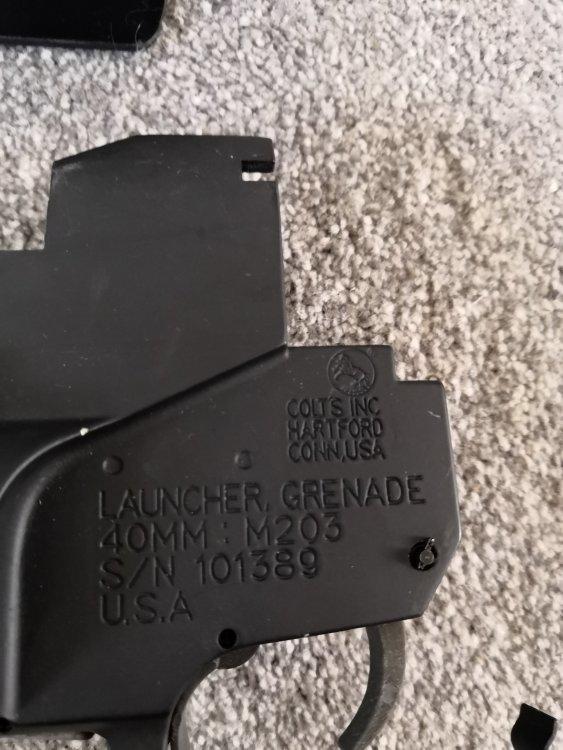 COLT'S INC
HARTFORD
CONN,USA
LAUNCHER, GRENADE
40MM : M203
S/N 101389
U.S.A